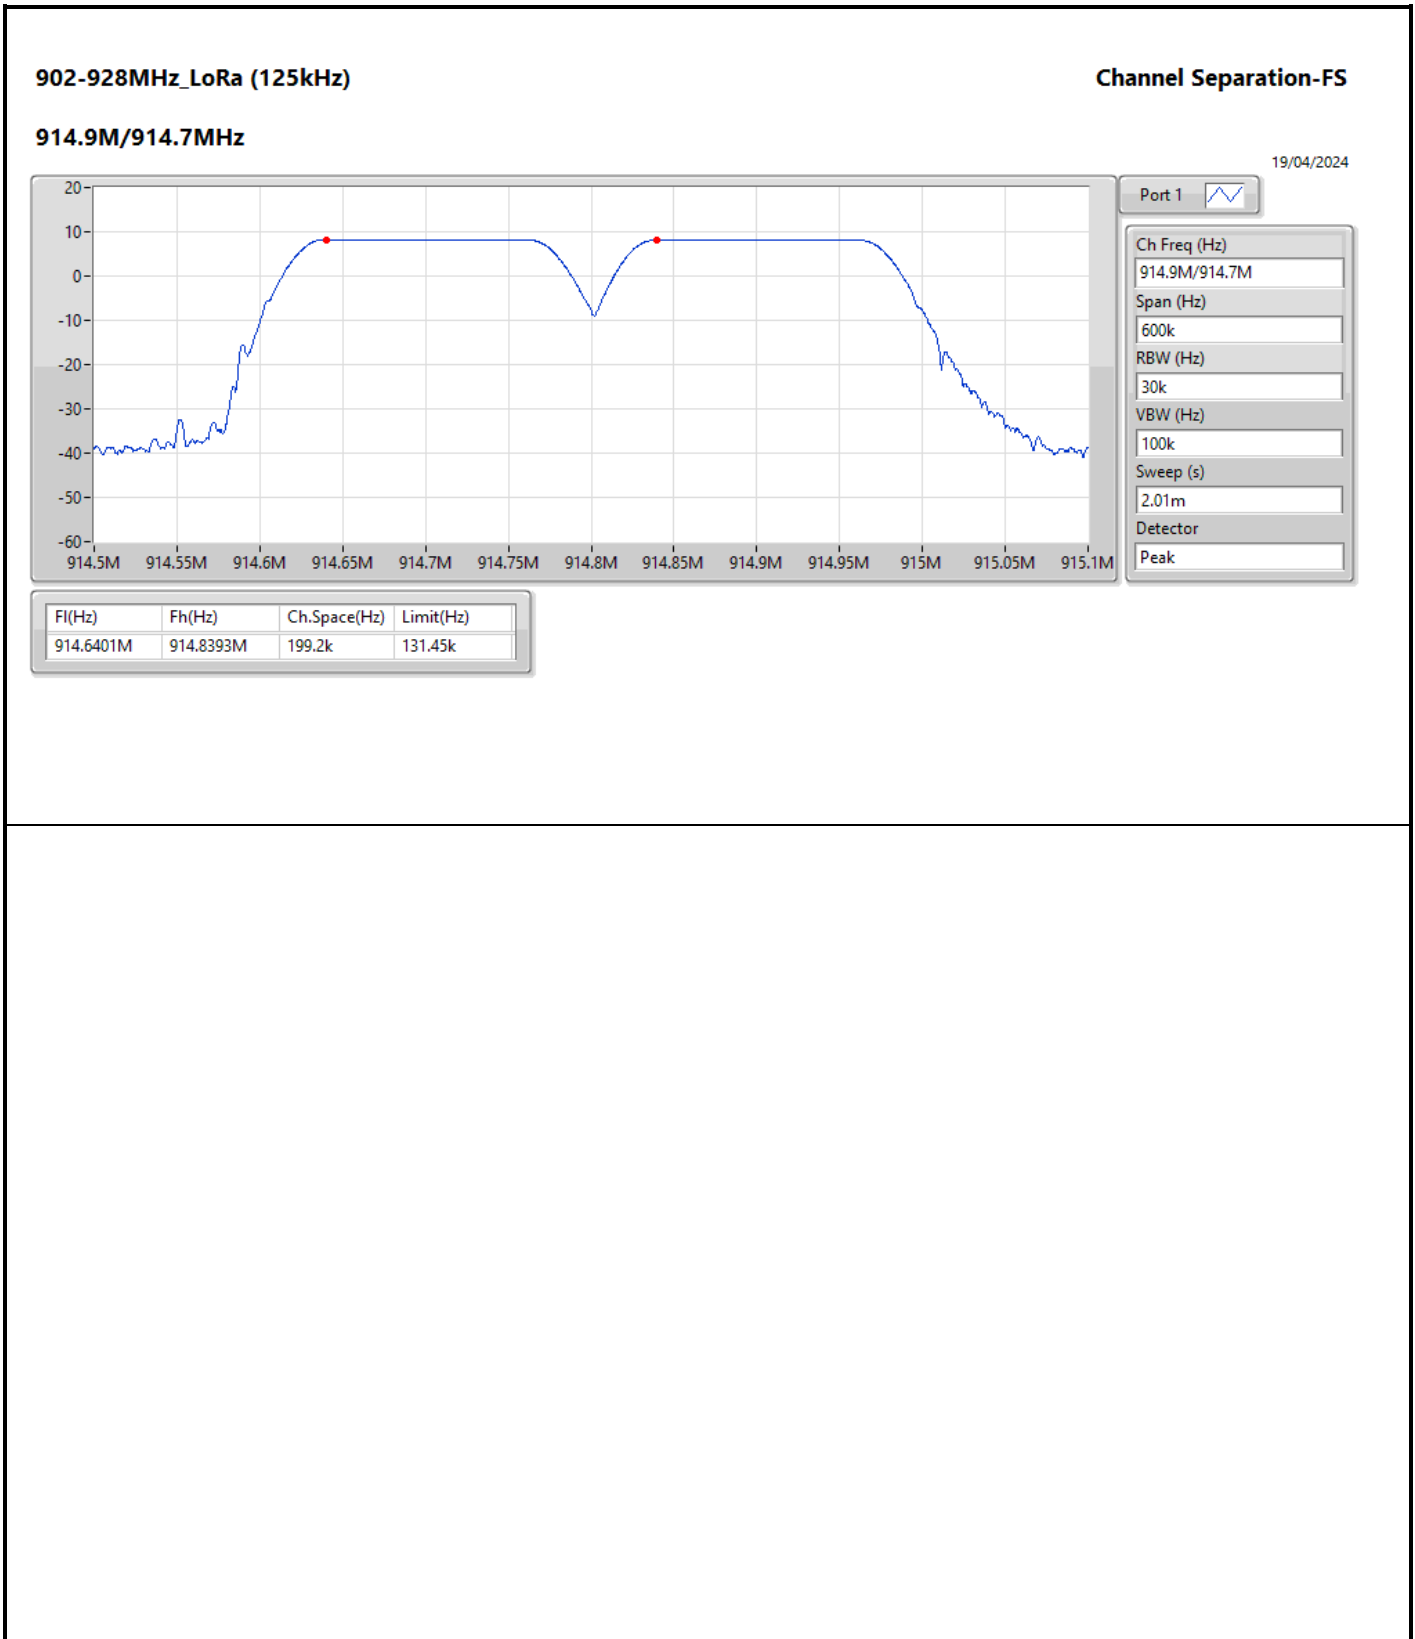 902-928MHz_LoRa (125kHz) Channel Separation-FS
914.9M/914.7MHz
19/04/2024
20
10
0
-10
-20
-30
-40
-50
-60
914.5M 914.55M 914.6M 914.65M 914.7M 914.75M 914.8M 914.85M 914.9M 914.95M 915M 915.05M 915.1M
Port 1
Ch Freq (Hz)
914.9M/914.7M
Span (Hz)
600k
RBW (Hz)
30k
VBW (Hz)
100k
Sweep (s)
2.01m
Detector
Peak
Fl(Hz) Fh(Hz) Ch.Space(Hz) Limit(Hz)
914.6401M 914.8393M 199.2k 131.45k